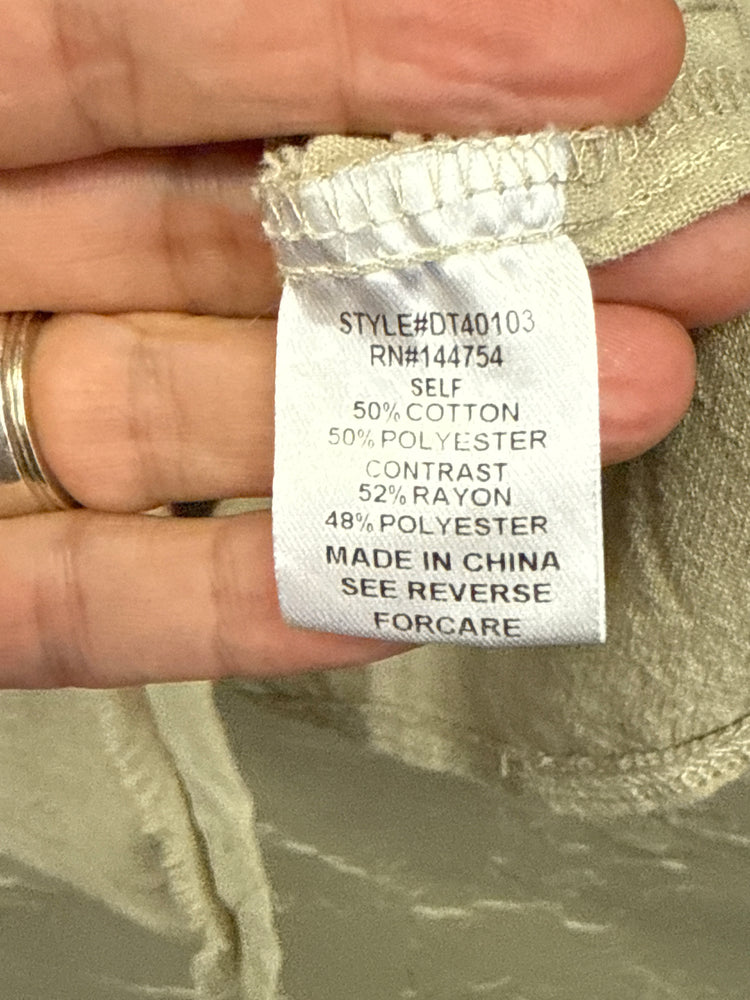 STYLE#DT40103
RN#144754
SELF
50% COTTON
50% POLYESTER
CONTRAST
52% RAYON
48% POLYESTER
MADE IN CHINA
SEE REVERSE
FORCARE